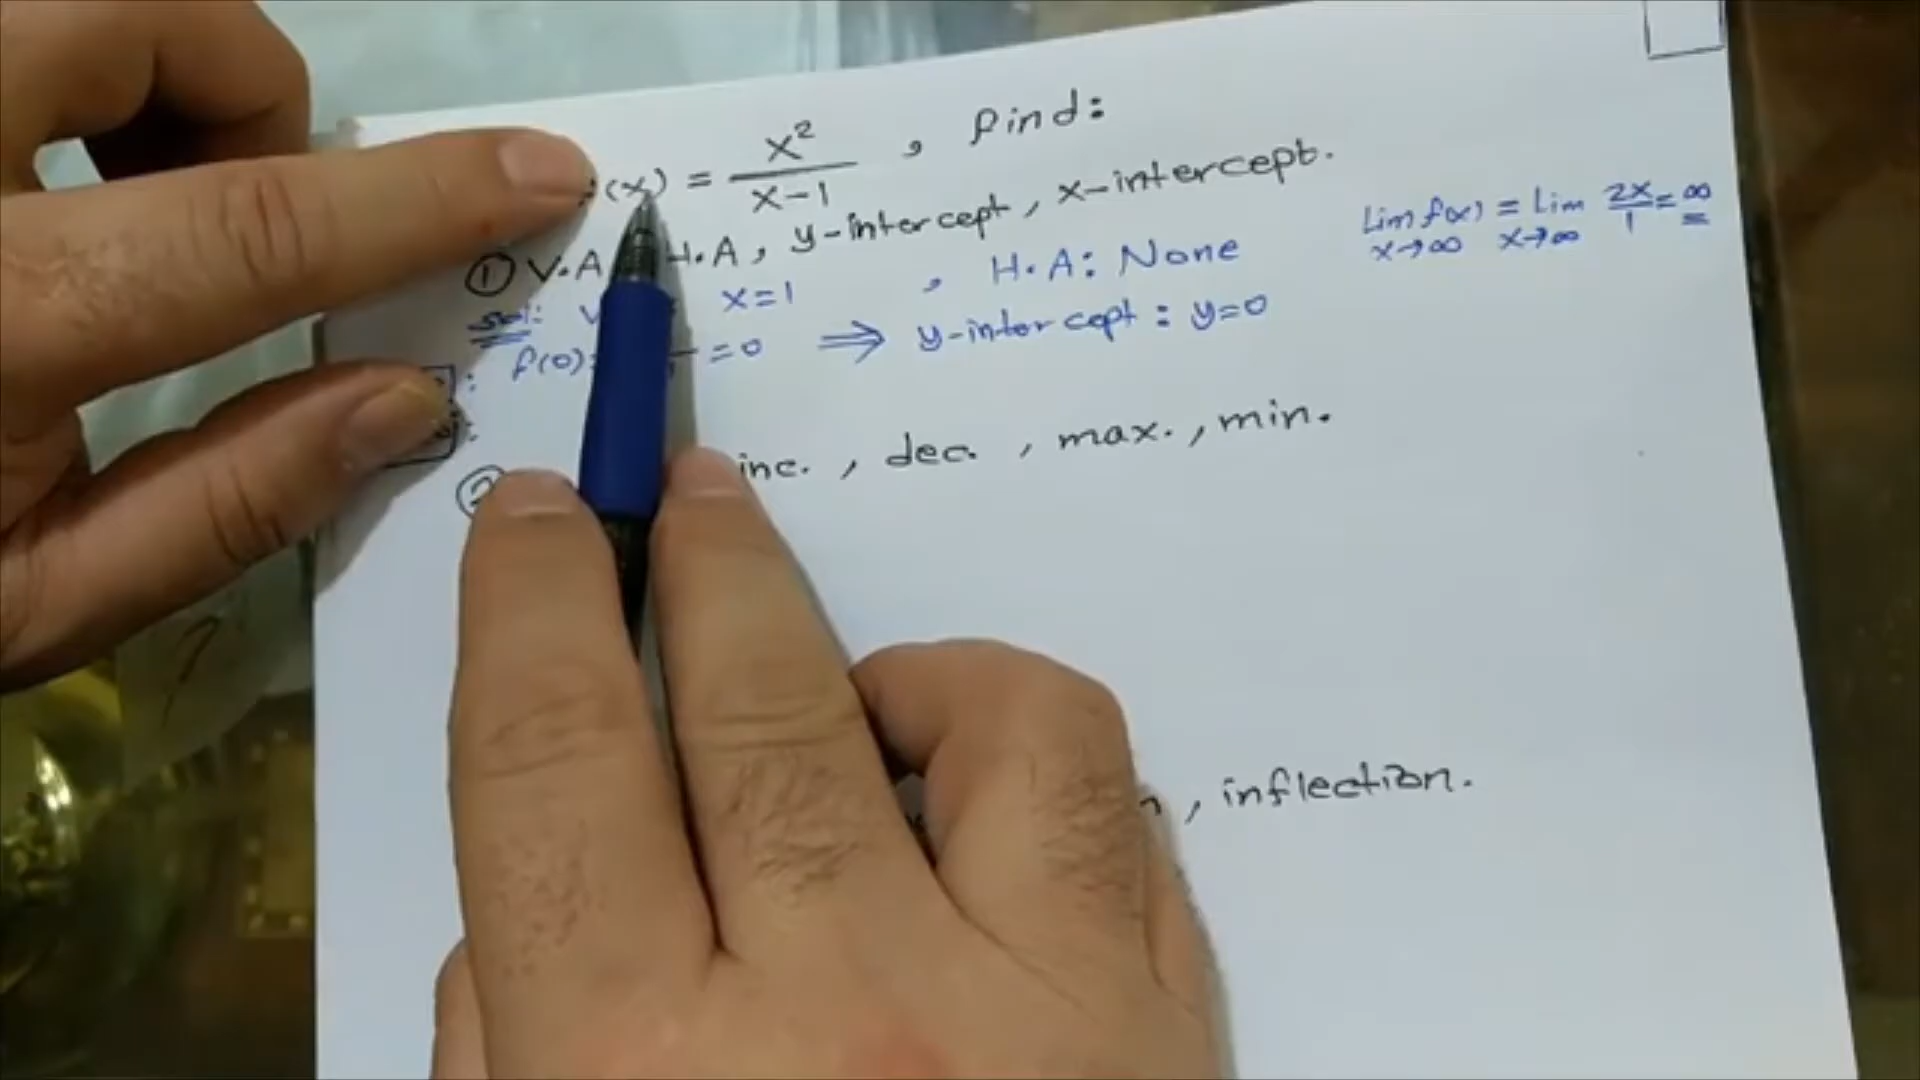 (x) = x²/(x-1) , find:
① V.A H.A, y-intercept, x-intercept.
Sol: V x=1 , H.A: None
Lim f(x) = Lim 2x/1 = ∞
x→∞ x→∞
f(0): = 0 ⟹ y-intercept: y=0
② inc. , dec. , max. , min.
, inflection.